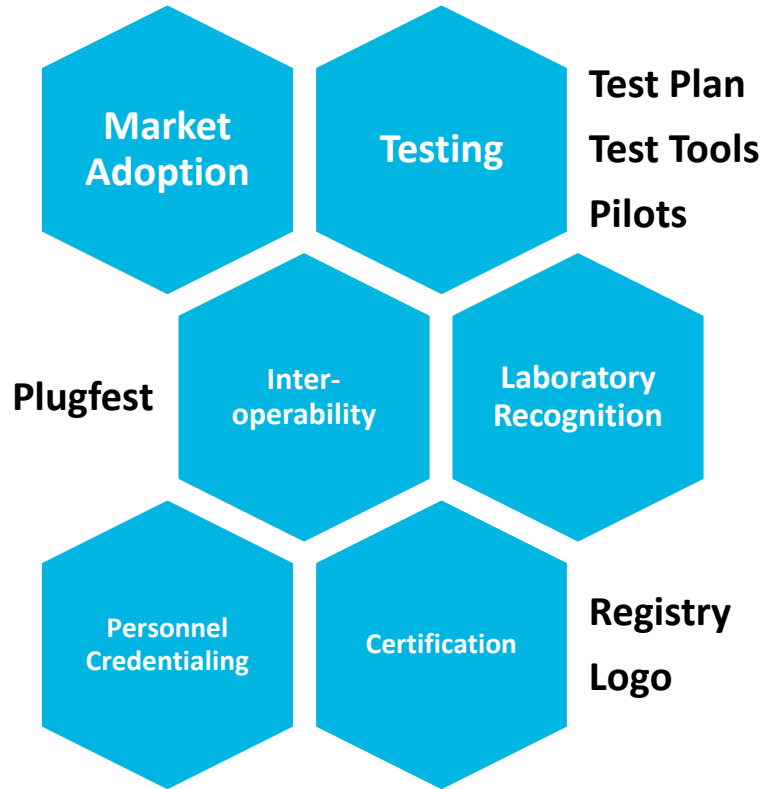 Market
Adoption
Testing
Test Plan
Test Tools
Pilots
Plugfest
Inter-
operability
Laboratory
Recognition
Personnel
Credentialing
Certification
Registry
Logo